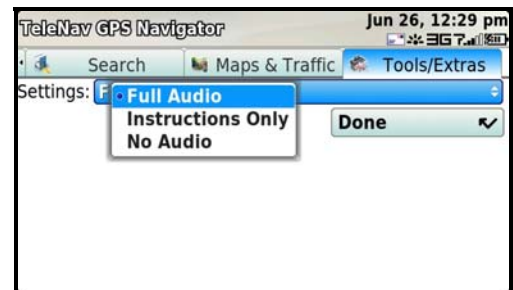 TeleNav GPS Navigator
Jun 26, 12:29 pm
3G
Search
Maps & Traffic
Tools/Extras
Settings: F
Full Audio
Instructions Only
No Audio
Done